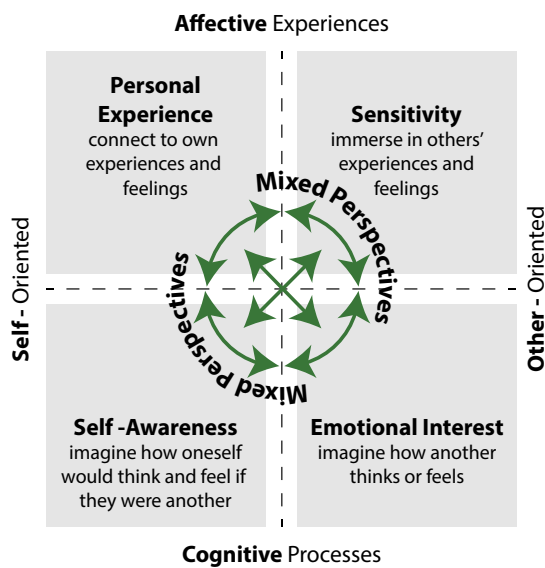 Affective Experiences
Personal
Experience
connect to own
experiences and
feelings
Sensitivity
immerse in others’
experiences and
feelings
Mixed Perspectives
Self - Oriented
Other - Oriented
Mixed Perspectives
Self -Awareness
imagine how oneself
would think and feel if
they were another
Emotional Interest
imagine how another
thinks or feels
Cognitive Processes